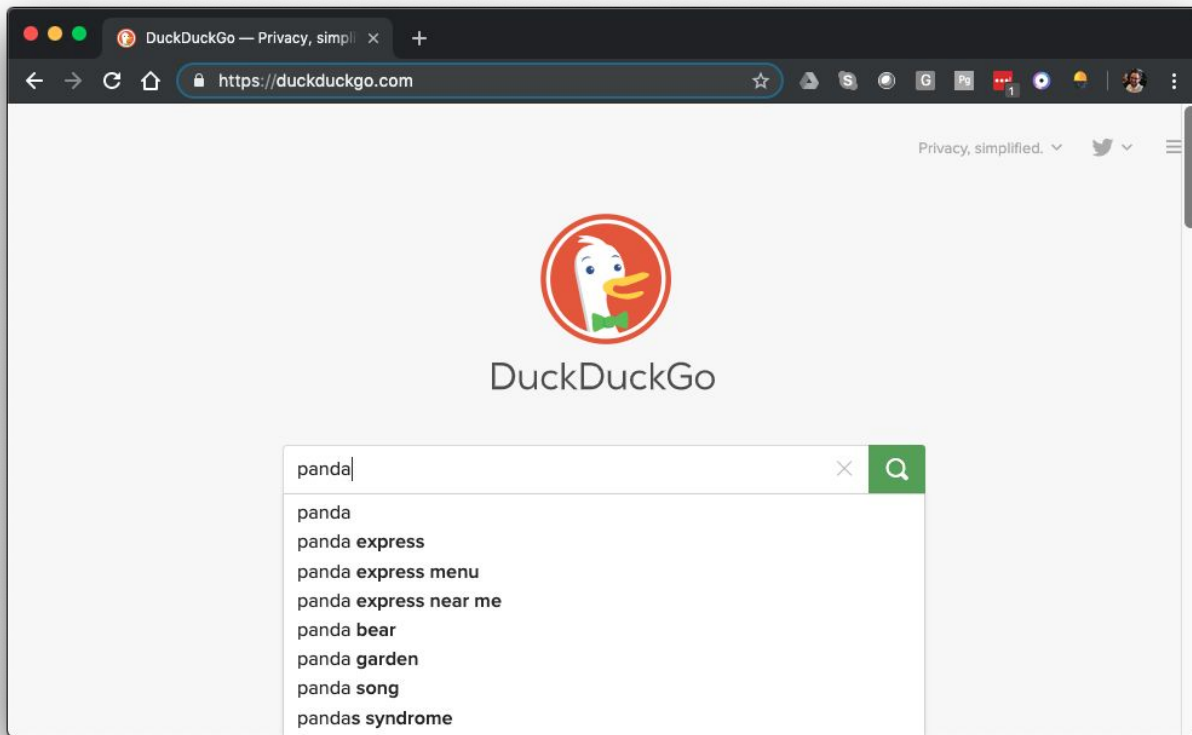 DuckDuckGo — Privacy, simpli
https://duckduckgo.com
S
G
Pg
1
Privacy, simplified.
DuckDuckGo
panda
panda
panda express
panda express menu
panda express near me
panda bear
panda garden
panda song
pandas syndrome